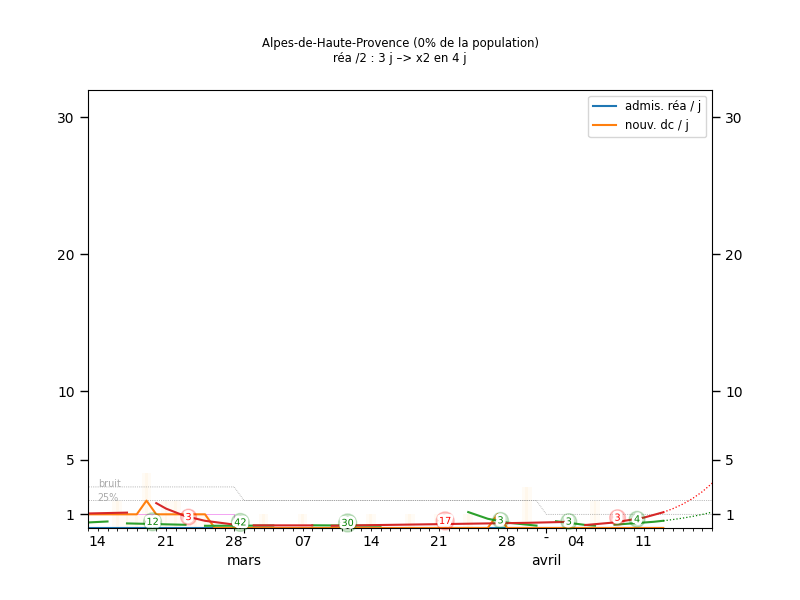 Alpes-de-Haute-Provence (0% de la population)
réa /2 : 3 j –> x2 en 4 j
admis. réa / j
nouv. dc / j
30 30
20 20
10 10
5 5
bruit
25%
1 1
12 3 42 30 17 3 3 3 4
14 21 28 07 14 21 28 04 11
mars avril